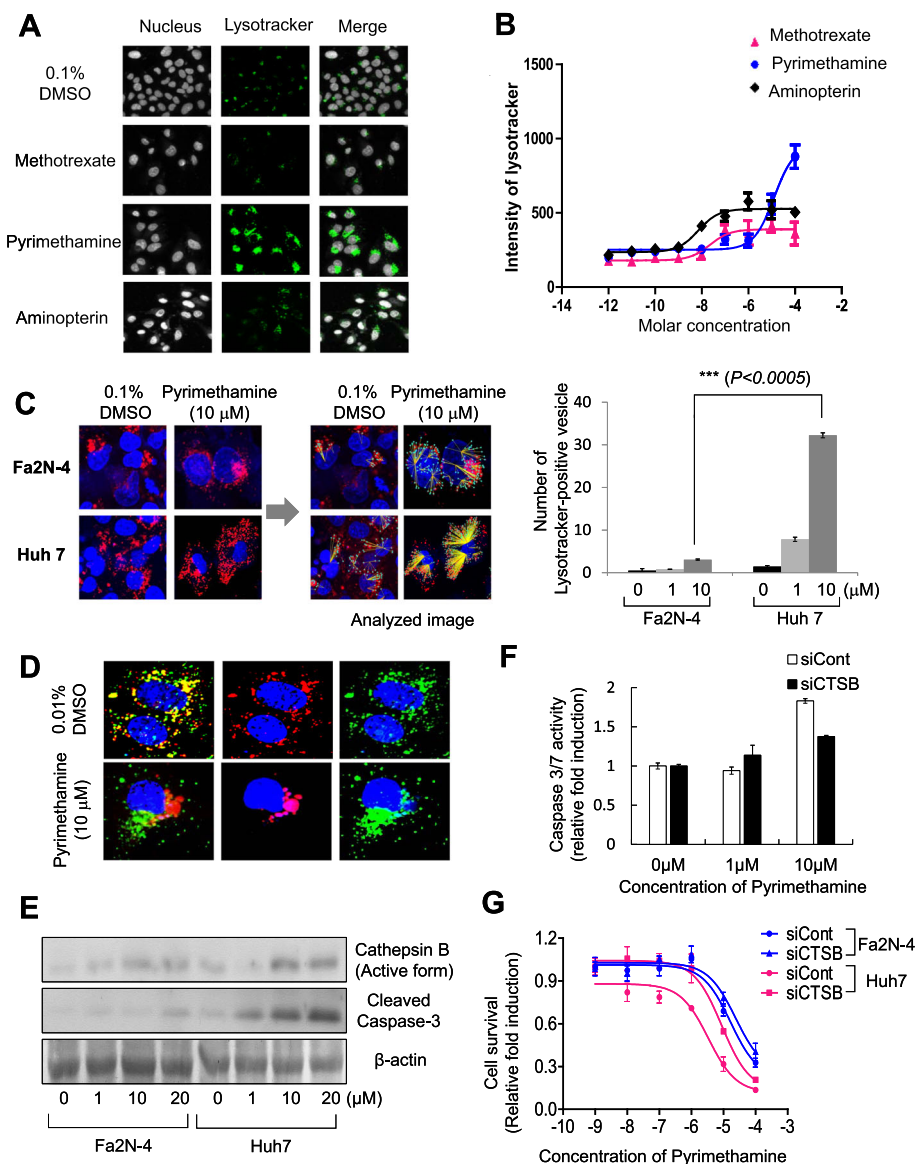 A
Nucleus Lysotracker Merge
0.1%
DMSO
Methotrexate
Pyrimethamine
Aminopterin
B
Methotrexate
Pyrimethamine
Aminopterin
Intensity of lysotracker
1500
1000
500
0
-14 -12 -10 -8 -6 -4 -2
Molar concentration
C
0.1%
DMSO
Pyrimethamine
(10 µM)
0.1%
DMSO
Pyrimethamine
(10 µM)
Fa2N-4
Huh 7
Analyzed image
*** (P<0.0005)
Number of
Lysotracker-positive vesicle
40
30
20
10
0
0 1 10 0 1 10 (µM)
Fa2N-4 Huh 7
D
0.01%
DMSO
Pyrimethamine
(10 µM)
E
Cathepsin B
(Active form)
Cleaved
Caspase-3
β-actin
0 1 10 20 0 1 10 20 (µM)
Fa2N-4 Huh7
F
siCont
siCTSB
Caspase 3/7 activity
(relative fold induction)
2
1.5
1
0.5
0
0µM 1µM 10µM
Concentration of Pyrimethamine
G
siCont
siCTSB
Fa2N-4
siCont
siCTSB
Huh7
Cell survival
(Relative fold induction)
1.2
0.9
0.6
0.3
0.0
-10 -9 -8 -7 -6 -5 -4 -3
Concentration of Pyrimethamine